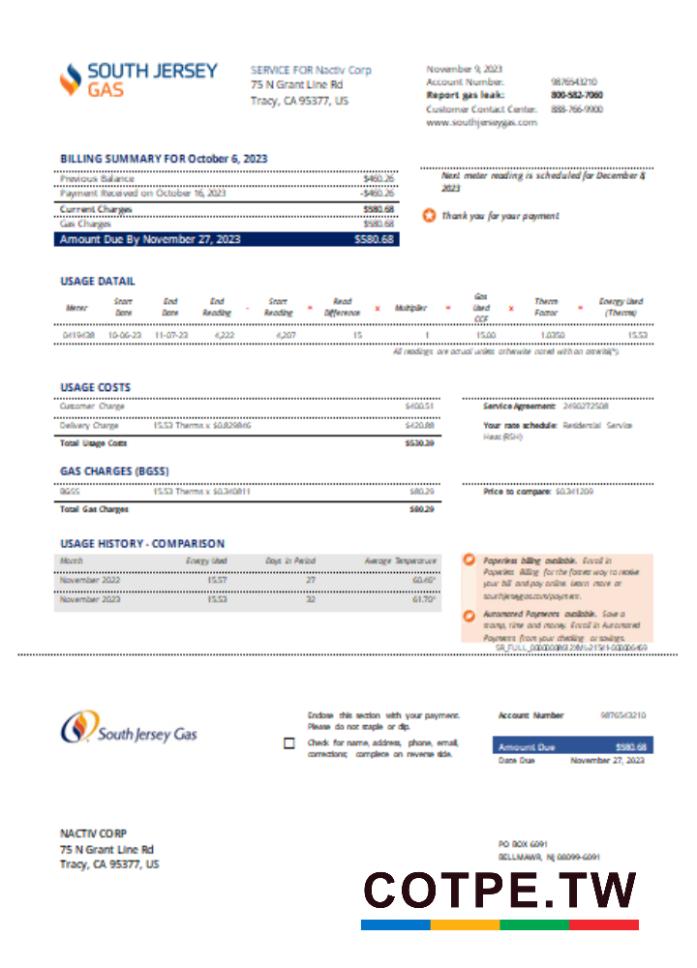 SOUTH JERSEY
GAS
SERVICE FOR Nactiv Corp
75 N Grant Line Rd
Tracy, CA 95377, US
November 9, 2023
Account Number: 9876543210
Report gas leak: 800-582-7060
Customer Contact Center: 888-766-9900
www.southjerseygas.com
BILLING SUMMARY FOR October 6, 2023
Previous Balance $460.26
Payment Received on October 16, 2023 -$460.26
Current Charges $580.68
Gas Charges $580.68
Amount Due By November 27, 2023 $580.68
Next meter reading is scheduled for December 8,
2023
Thank you for your payment
USAGE DATAIL
Meter Start Date End Date End Reading - Start Reading = Read Difference x Multiplier = Gas Used CCF x Therm Factor = Energy Used (Therms)
0419438 10-06-23 11-07-23 4,222 4,207 15 1 15.00 1.0350 15.53
All readings are actual unless otherwise noted with an asterisk(*).
USAGE COSTS
Customer Charge
Delivery Charge 15.53 Therms x $0.829846 $420.88
Total Usage Costs $530.39
Service Agreement: 2490272508
Your rate schedule: Residential Service
Heat (RSH)
GAS CHARGES (BGSS)
BGSS 15.53 Therms x $0.340811 $80.29
Total Gas Charges $80.29
Price to compare: $0.341209
USAGE HISTORY - COMPARISON
Month Energy Used Days in Period Average Temperature
November 2022 15.57 27 60.46°
November 2023 15.53 32 61.70°
Paperless billing available. Enroll in
Paperless Billing for the fastest way to receive
your bill and pay online. Learn more at
southjerseygas.com/payment.
Automated Payments available. Save a
stamp, time and money. Enroll in Automated
Payments from your checking or savings.
South Jersey Gas
Enclose this section with your payment.
Please do not staple or clip.
Check for name, address, phone, email,
corrections; complete on reverse side.
Account Number 9876543210
Amount Due $580.68
Date Due November 27, 2023
NACTIV CORP
75 N Grant Line Rd
Tracy, CA 95377, US
PO BOX 6091
BELLMAWR, NJ 08099-6091
COTPE.TW